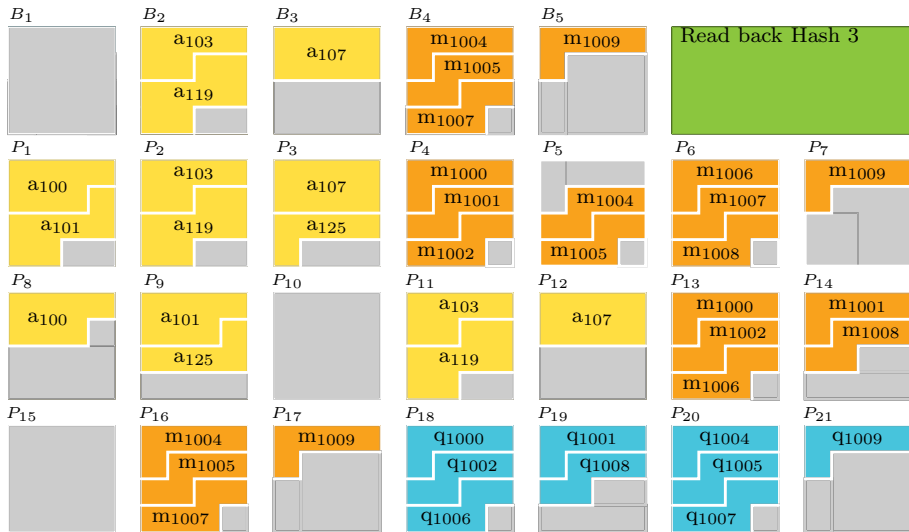 B1 B2 B3 B4 B5
a103 a107 m1004 m1009 Read back Hash 3
m1005
a119
m1007
P1 P2 P3 P4 P5 P6 P7
a100 a103 a107 m1000 m1006 m1009
m1001 m1004 m1007
a101 a119 a125
m1002 m1005 m1008
P8 P9 P10 P11 P12 P13 P14
a100 a101 a103 a107 m1000 m1001
m1002 m1008
a125 a119
m1006
P15 P16 P17 P18 P19 P20 P21
m1004 m1009 q1000 q1001 q1004 q1009
m1005 q1002 q1008 q1005
m1007 q1006 q1007